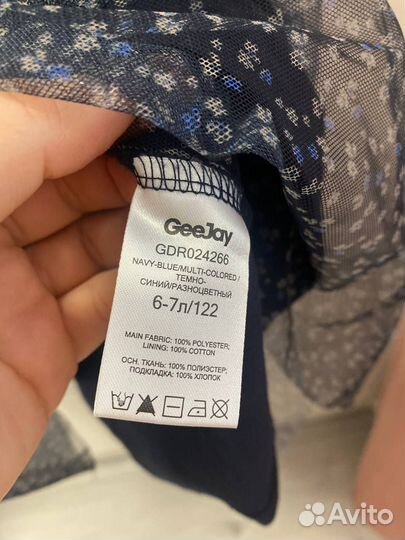 GeeJay
GDR024266
NAVY-BLUE/MULTI-COLORED /
ТЕМНО-
СИНИЙ/РАЗНОЦВЕТНЫЙ
6-7л/122
MAIN FABRIC: 100% POLYESTER;
LINING: 100% COTTON
ОСН. ТКАНЬ: 100% ПОЛИЭСТЕР;
ПОДКЛАДКА: 100% ХЛОПОК
Avito